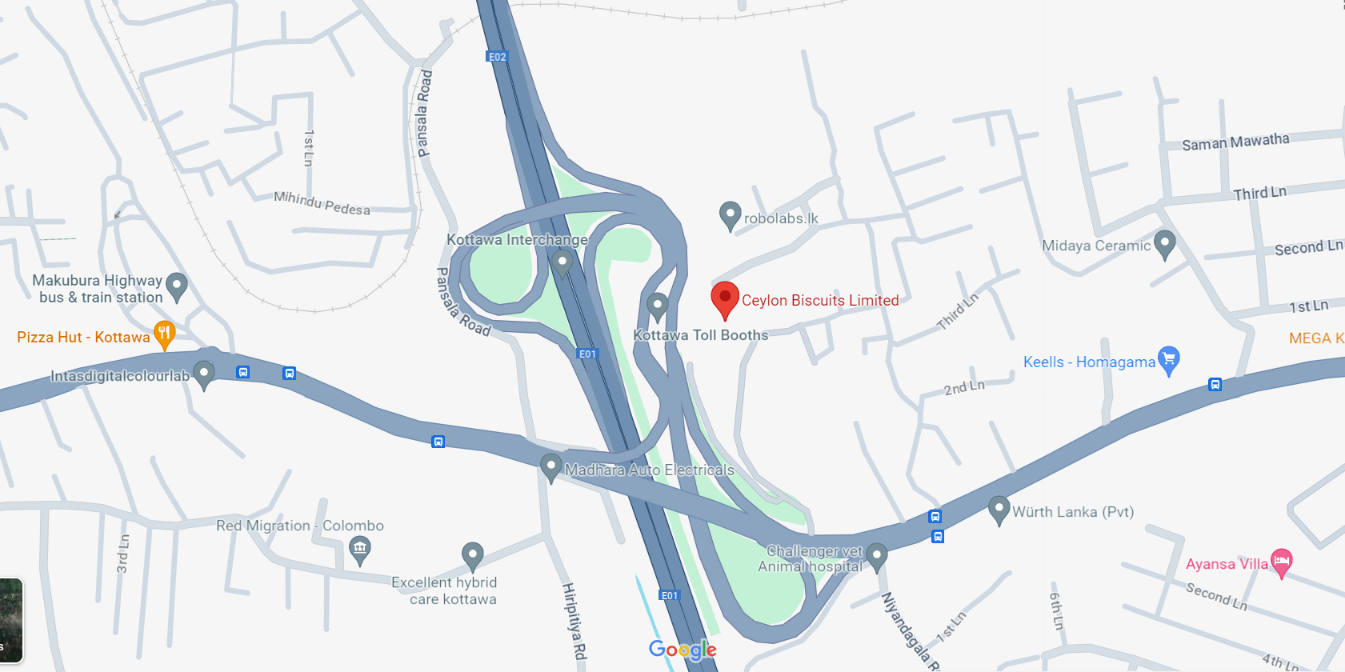 E02
Pansala Road
1st Ln
Saman Mawatha
Mihindu Pedesa
Third Ln
robolabs.lk
Kottawa Interchange
Midaya Ceramic
Second Ln
Makubura Highway
bus & train station
Pansala Road
Ceylon Biscuits Limited
Third Ln
1st Ln
Pizza Hut - Kottawa
Kottawa Toll Booths
MEGA K
E01
Keells - Homagama
Intasdigitalcolourlab
2nd Ln
Madhara Auto Electricals
Würth Lanka (Pvt)
Red Migration - Colombo
3rd Ln
Challenger vet
Animal hospital
Ayansa Villa
Excellent hybrid
care kottawa
E01
Second Ln
Hiripitiya Rd
Niyandagala R
1st Ln
6th Ln
s
Google
4th Ln